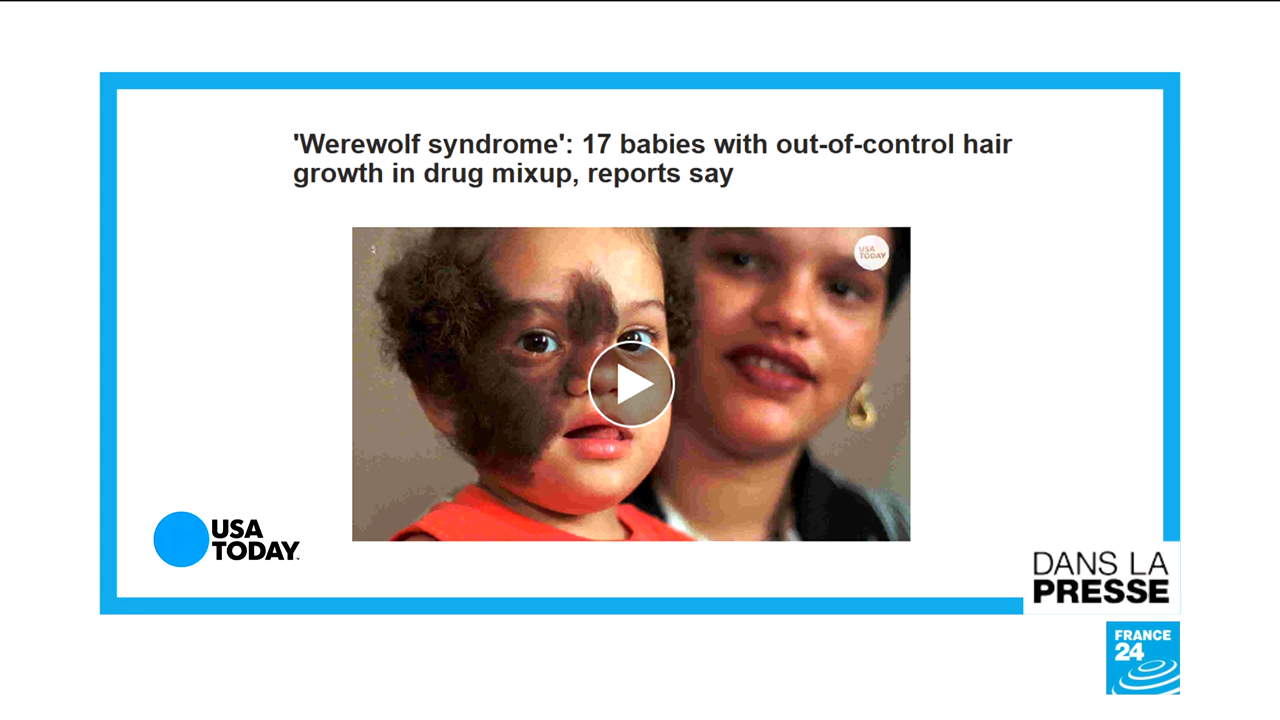 'Werewolf syndrome': 17 babies with out-of-control hair
growth in drug mixup, reports say
USA
TODAY
USA
TODAY
DANS LA
PRESSE
FRANCE
24